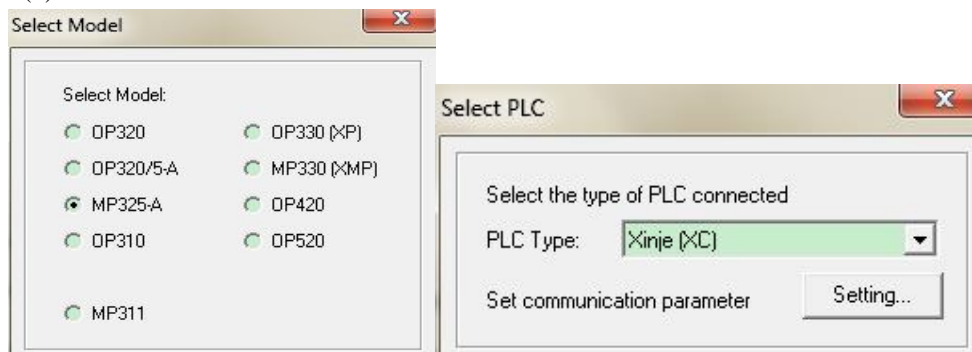 Select Model
Select Model:
OP320
OP330 (XP)
OP320/5-A
MP330 (XMP)
MP325-A
OP420
OP310
OP520
MP311
Select PLC
Select the type of PLC connected
PLC Type: Xinje (XC)
Set communication parameter Setting...